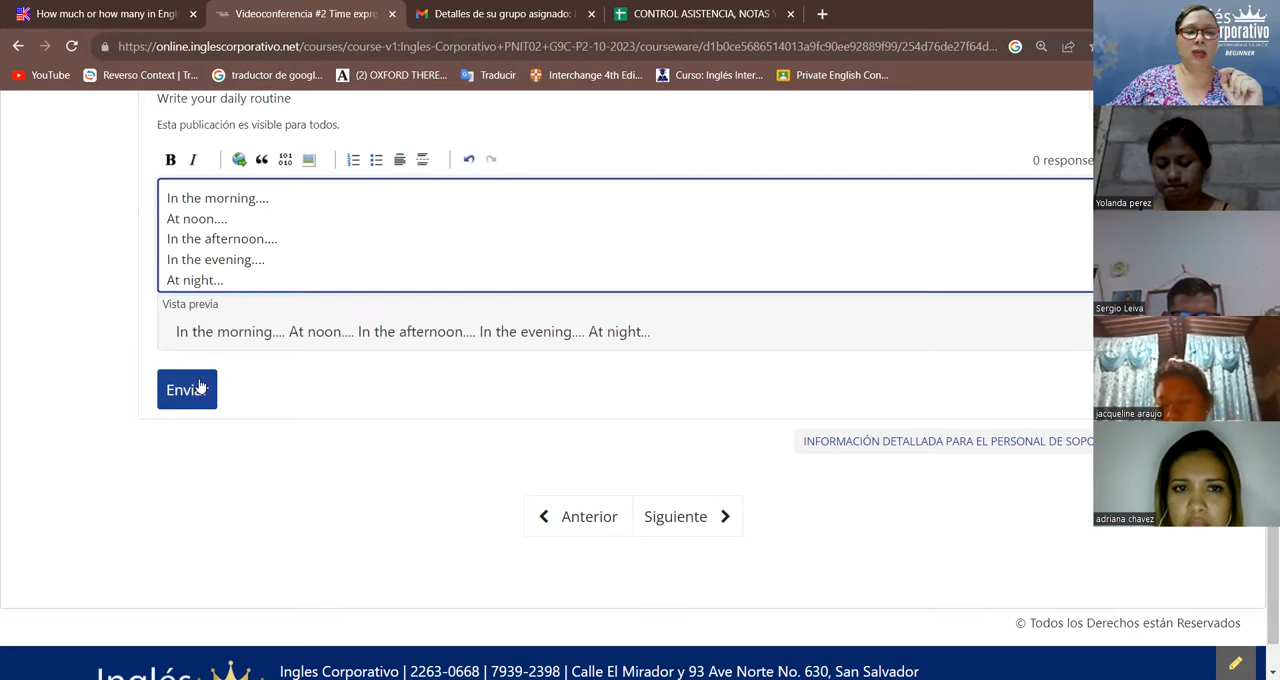 How much or how many in Engl
Videoconferencia #2 Time expre
Detalles de su grupo asignado:
CONTROL ASISTENCIA, NOTAS Y
https://online.inglescorporativo.net/courses/course-v1:Ingles-Corporativo+PNIT02+G9C-P2-10-2023/courseware/d1b0ce5686514013a9fc90ee92889f99/254d76de27f64d...
YouTube
Reverso Context | Tr...
traductor de googl...
(2) OXFORD THERE...
Traducir
Interchange 4th Edi...
Curso: Inglés Inter...
Private English Con...
BEGINNER
Write your daily routine
Esta publicación es visible para todos.
B I
101
010
0 response
In the morning....
At noon....
In the afternoon....
In the evening....
At night...
Vista previa
In the morning.... At noon.... In the afternoon.... In the evening.... At night...
Enviar
INFORMACIÓN DETALLADA PARA EL PERSONAL DE SOPO
Anterior
Siguiente
Yolanda perez
Sergio Leiva
jacqueline araujo
adriana chavez
© Todos los Derechos están Reservados
Ingles Corporativo | 2263-0668 | 7939-2398 | Calle El Mirador y 93 Ave Norte No. 630, San Salvador